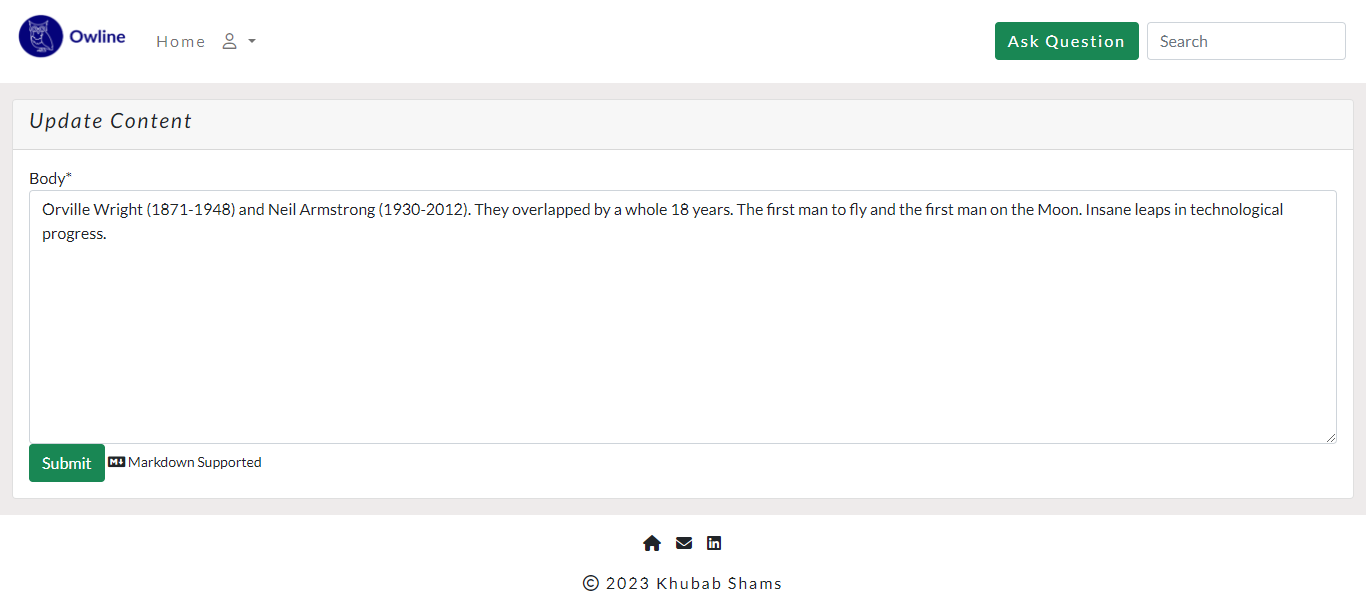 Owline
Home
Ask Question
Search
Update Content
Body*
Orville Wright (1871-1948) and Neil Armstrong (1930-2012). They overlapped by a whole 18 years. The first man to fly and the first man on the Moon. Insane leaps in technological
progress.
Submit
Markdown Supported
© 2023 Khubab Shams